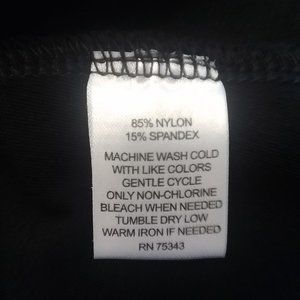 85% NYLON
15% SPANDEX
MACHINE WASH COLD
WITH LIKE COLORS
GENTLE CYCLE
ONLY NON-CHLORINE
BLEACH WHEN NEEDED
TUMBLE DRY LOW
WARM IRON IF NEEDED
RN 75343